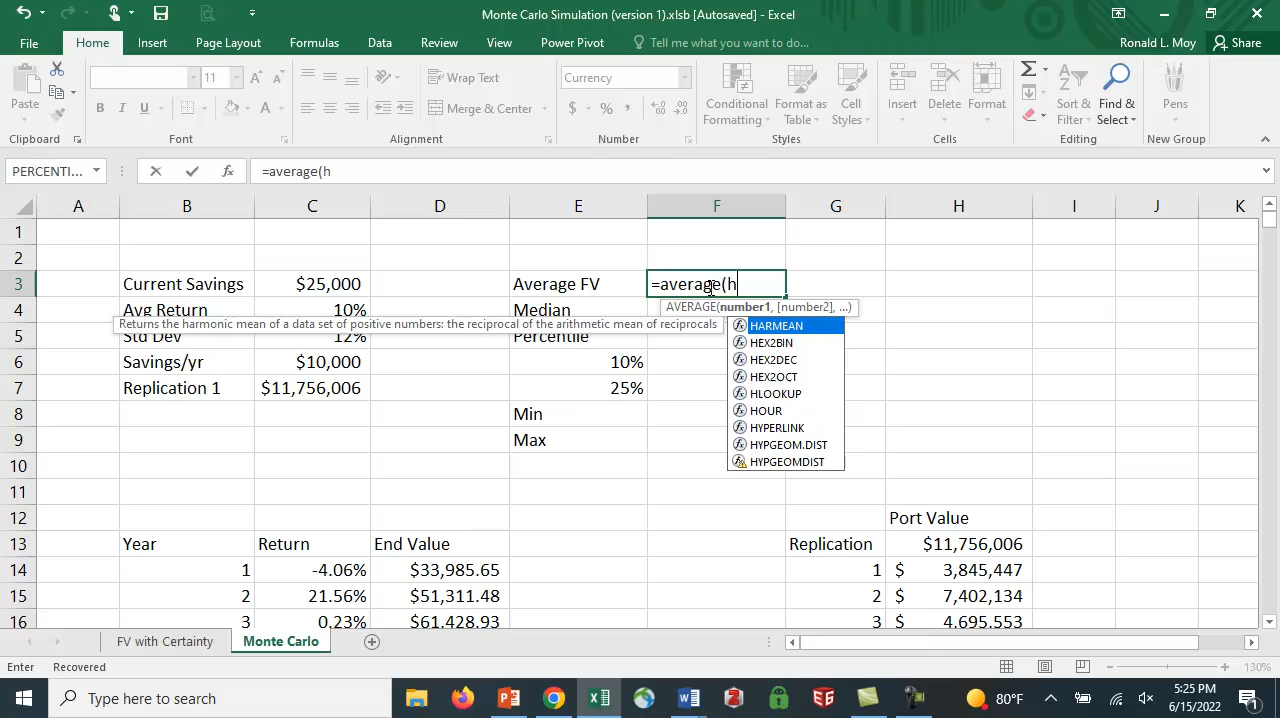 Monte Carlo Simulation (version 1).xlsb [Autosaved] - Excel
File Home Insert Page Layout Formulas Data Review View Power Pivot Tell me what you want to do... Ronald L. Moy Share
Paste
11
Wrap Text
Merge & Center
Currency
$ % ,
Conditional Formatting
Format as Table
Cell Styles
Insert
Delete
Format
Sort & Filter
Find & Select
Pens
B I U
Clipboard Font Alignment Number Styles Cells Editing New Group
PERCENTI... fx =average(h
A B C D E F G H I J K
1
2
3 Current Savings $25,000 Average FV =average(h
4 Avg Return 10% Median AVERAGE(number1, [number2], ...)
Returns the harmonic mean of a data set of positive numbers: the reciprocal of the arithmetic mean of reciprocals
HARMEAN
5 Std Dev 12% Percentile HEX2BIN
6 Savings/yr $10,000 10% HEX2DEC
HEX2OCT
7 Replication 1 $11,756,006 25% HLOOKUP
8 Min HOUR
HYPERLINK
9 Max HYPGEOM.DIST
10 HYPGEOMDIST
11
12 Port Value
13 Year Return End Value Replication $11,756,006
14 1 -4.06% $33,985.65 1 $ 3,845,447
15 2 21.56% $51,311.48 2 $ 7,402,134
16 3 0.23% $61,428.93 3 $ 4,695,553
FV with Certainty Monte Carlo
Enter Recovered 130%
Type here to search 80°F 5:25 PM
6/15/2022
1